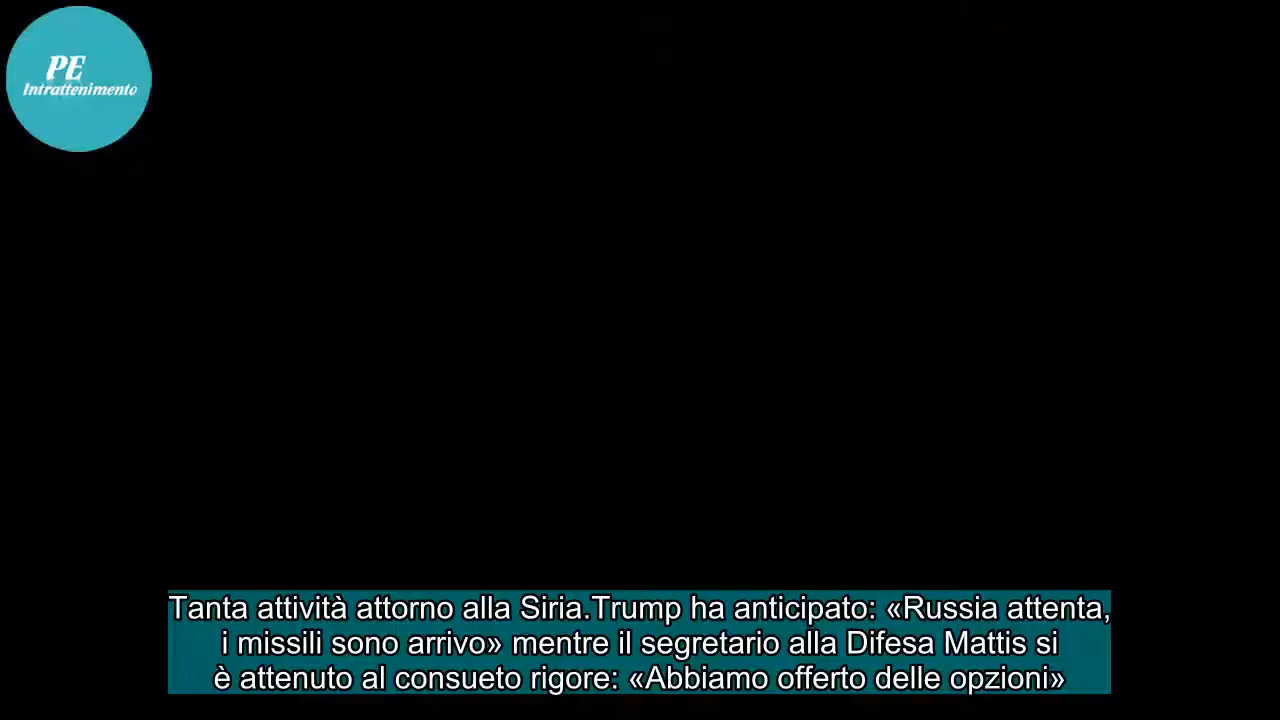 PE
Intrattenimento
Tanta attività attorno alla Siria.Trump ha anticipato: «Russia attenta,
i missili sono arrivo» mentre il segretario alla Difesa Mattis si
è attenuto al consueto rigore: «Abbiamo offerto delle opzioni»